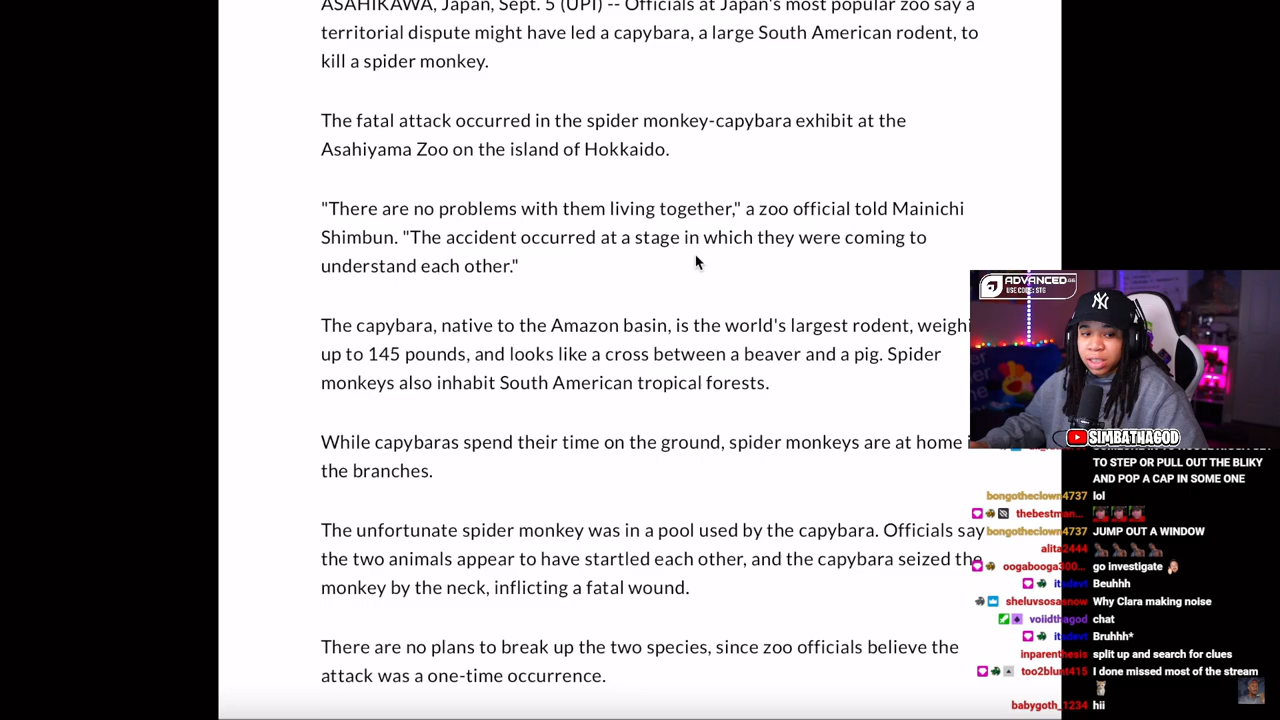 ASAHIKAWA, Japan, Sept. 5 (UPI) -- Officials at Japan's most popular zoo say a
territorial dispute might have led a capybara, a large South American rodent, to
kill a spider monkey.
The fatal attack occurred in the spider monkey-capybara exhibit at the
Asahiyama Zoo on the island of Hokkaido.
"There are no problems with them living together," a zoo official told Mainichi
Shimbun. "The accident occurred at a stage in which they were coming to
understand each other."
The capybara, native to the Amazon basin, is the world's largest rodent, weighi
up to 145 pounds, and looks like a cross between a beaver and a pig. Spider
monkeys also inhabit South American tropical forests.
While capybaras spend their time on the ground, spider monkeys are at home
the branches.
The unfortunate spider monkey was in a pool used by the capybara. Officials say
the two animals appear to have startled each other, and the capybara seized the
monkey by the neck, inflicting a fatal wound.
There are no plans to break up the two species, since zoo officials believe the
attack was a one-time occurrence.
ADVANCED.GG
USE CODE: STG
SIMBATHAGOD
TO STEP OR PULL OUT THE BLIKY
AND POP A CAP IN SOME ONE
bongotheclown4737 lol
thebestman...
bongotheclown4737 JUMP OUT A WINDOW
alita2444
oogabooga300... go investigate
itsdevt Beuhhh
sheluvsosasnow Why Clara making noise
voiidthagod chat
itsdevt Bruhhh*
inparenthesis split up and search for clues
too2blunt415 I done missed most of the stream
babygoth_1234 hii